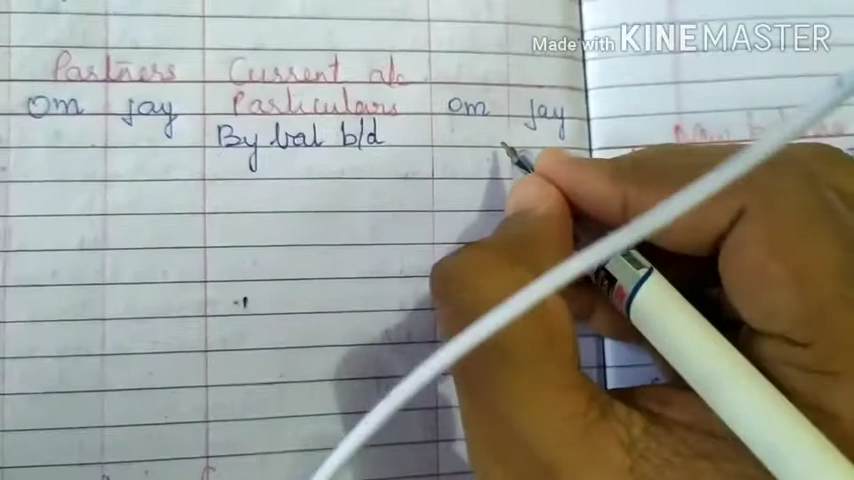 Made with KINEMASTER
Partners Current a/c
Om Jay Particulars Om Jay
By bal b/d